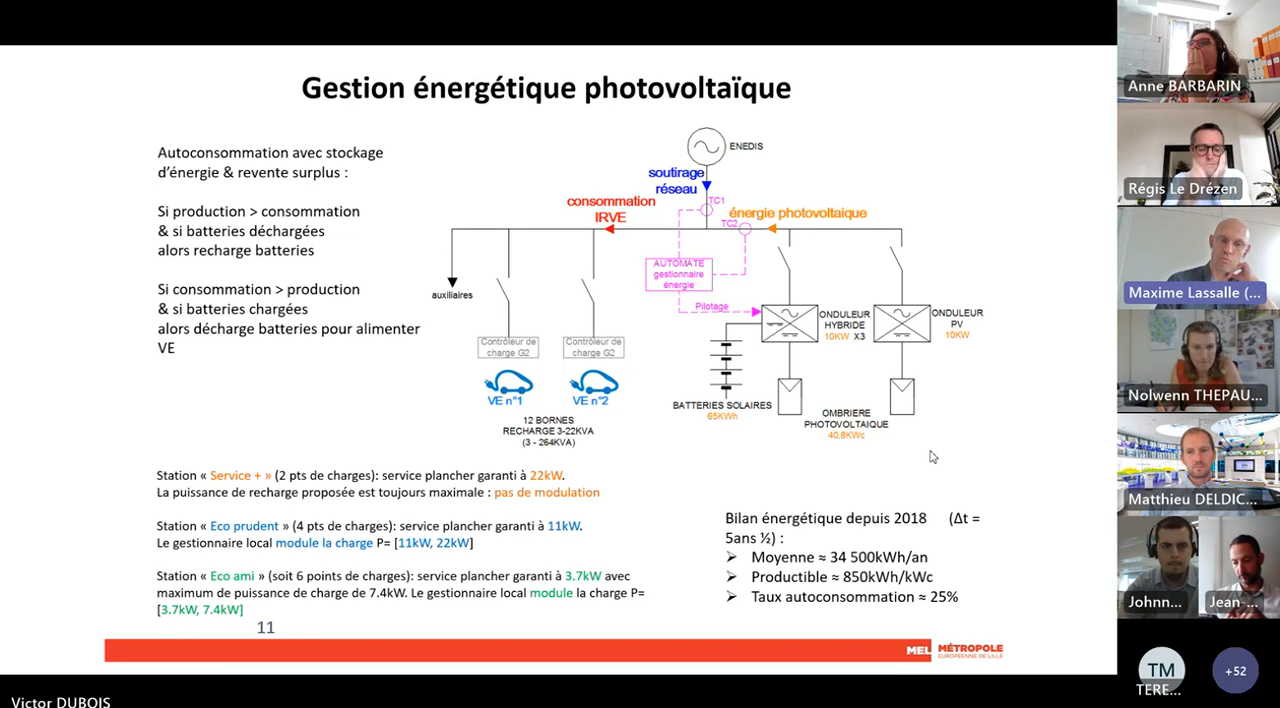 Gestion énergétique photovoltaïque
Autoconsommation avec stockage
d'énergie & revente surplus :
Si production > consommation
& si batteries déchargées
alors recharge batteries
Si consommation > production
& si batteries chargées
alors décharge batteries pour alimenter
VE
ENEDIS
soutirage
réseau
TC1
consommation
IRVE
énergie photovoltaique
TC2
AUTOMATE
gestionnaire
énergie
Pilotage
auxiliaires
Contrôleur de
charge G2
Contrôleur de
charge G2
VE n°1
VE n°2
12 BORNES
RECHARGE 3-22KVA
(3 - 264KVA)
ONDULEUR
HYBRIDE
10KW X3
ONDULEUR
PV
10KW
BATTERIES SOLAIRES
65KWh
OMBRIERE
PHOTOVOLTAIQUE
40,8KWc
Station « Service + » (2 pts de charges): service plancher garanti à 22kW.
La puissance de recharge proposée est toujours maximale : pas de modulation
Station « Eco prudent » (4 pts de charges): service plancher garanti à 11kW.
Le gestionnaire local module la charge P= [11kW, 22kW]
Station « Eco ami » (soit 6 points de charges): service plancher garanti à 3.7kW avec
maximum de puissance de charge de 7.4kW. Le gestionnaire local module la charge P=
[3.7kW, 7.4kW]
Bilan énergétique depuis 2018 (Δt =
5ans ½) :
Moyenne ≈ 34 500kWh/an
Productible ≈ 850kWh/kWc
Taux autoconsommation ≈ 25%
11
MEL MÉTROPOLE
EUROPÉENNE DE LILLE
Victor DUBOIS
Anne BARBARIN
Régis Le Drézen
Maxime Lassalle (...
Nolwenn THEPAU...
Matthieu DELDIC...
Johnn...
Jean-...
TM
TERE...
+52